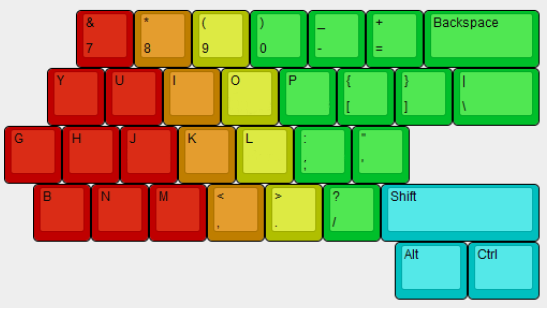 & * ( ) _ + Backspace
7 8 9 0 - =
Y U I O P { } |
[ ] \
G H J K L : "
; '
B N M < > ? Shift
, . /
Alt Ctrl